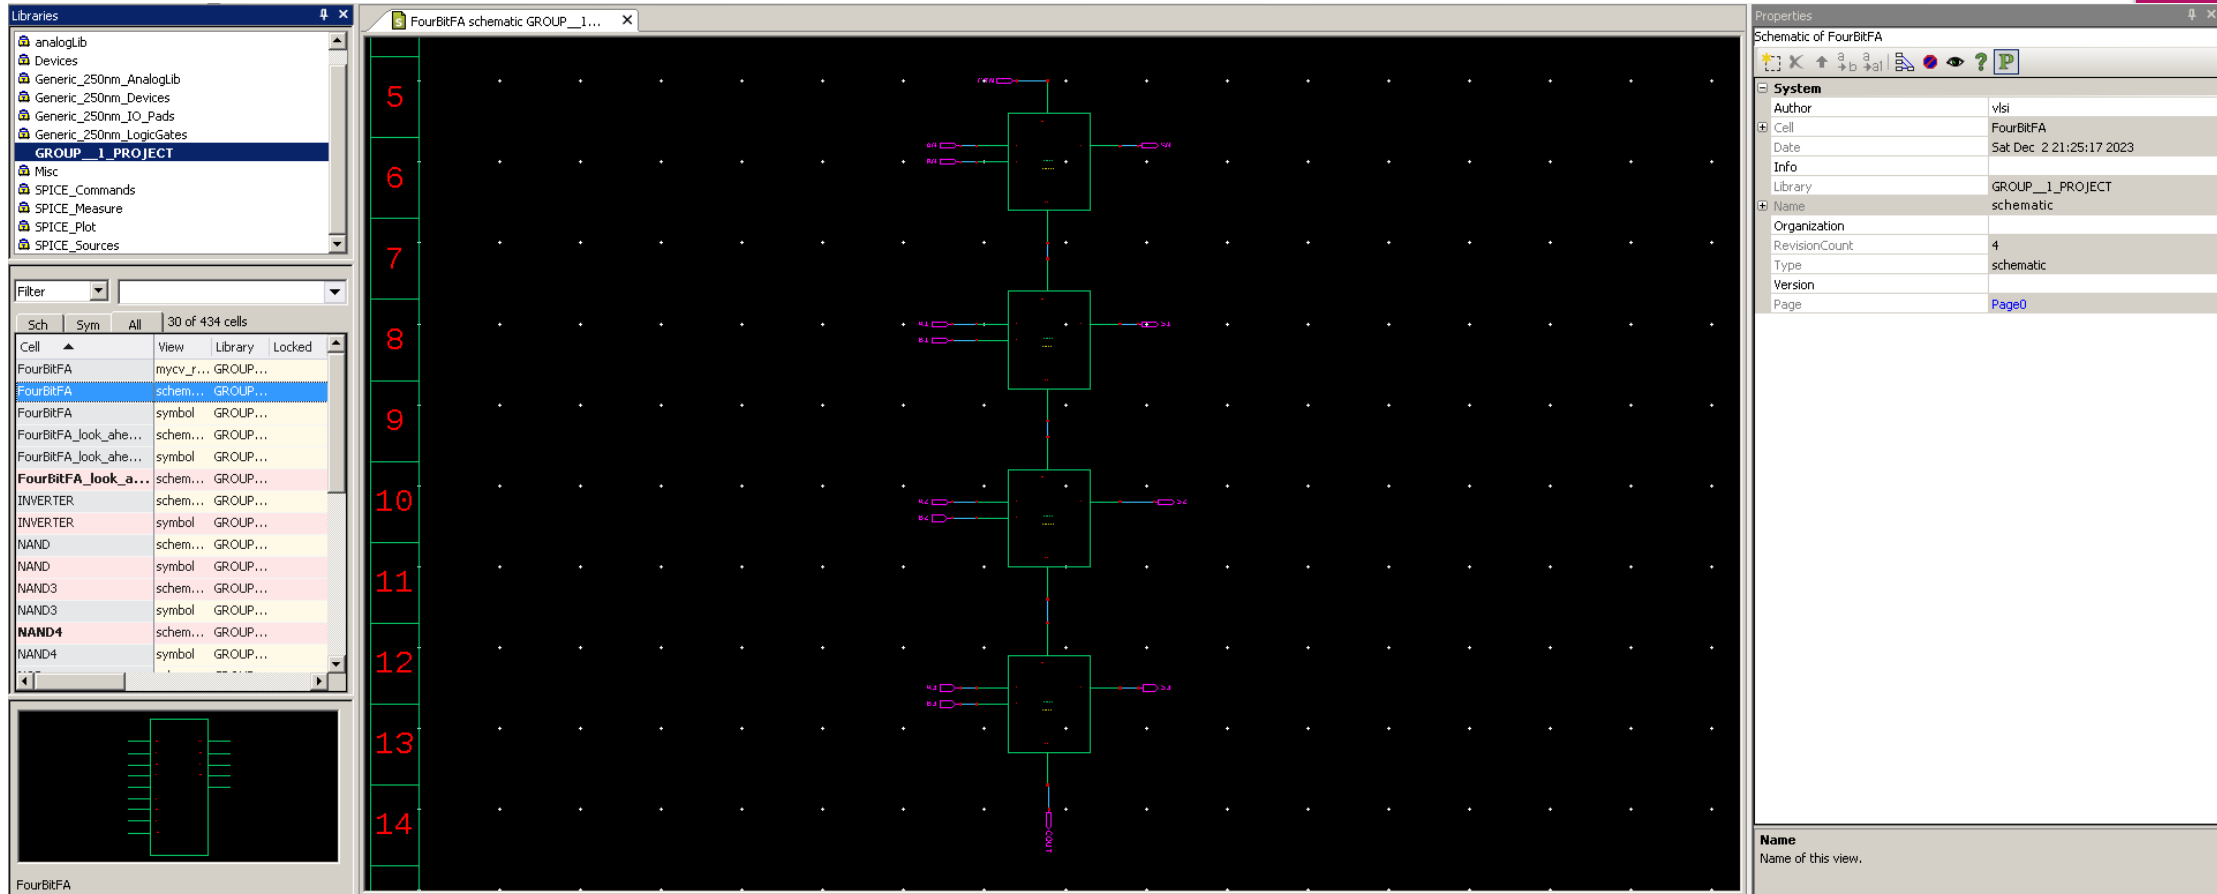 Libraries
analogLib
Devices
Generic_250nm_AnalogLib
Generic_250nm_Devices
Generic_250nm_IO_Pads
Generic_250nm_LogicGates
GROUP__1_PROJECT
Misc
SPICE_Commands
SPICE_Measure
SPICE_Plot
SPICE_Sources
Filter
Sch Sym All 30 of 434 cells
Cell View Library Locked
FourBitFA mycv_r... GROUP...
FourBitFA schem... GROUP...
FourBitFA symbol GROUP...
FourBitFA_look_ahe... schem... GROUP...
FourBitFA_look_ahe... symbol GROUP...
FourBitFA_look_a... schem... GROUP...
INVERTER schem... GROUP...
INVERTER symbol GROUP...
NAND schem... GROUP...
NAND symbol GROUP...
NAND3 schem... GROUP...
NAND3 symbol GROUP...
NAND4 schem... GROUP...
NAND4 symbol GROUP...
FourBitFA
FourBitFA schematic GROUP__1...
5
6
7
8
9
10
11
12
13
14
S1
A2
B2
S2
COUT
Properties
Schematic of FourBitFA
System
Author vlsi
Cell FourBitFA
Date Sat Dec 2 21:25:17 2023
Info
Library GROUP__1_PROJECT
Name schematic
Organization
RevisionCount 4
Type schematic
Version
Page Page0
Name
Name of this view.